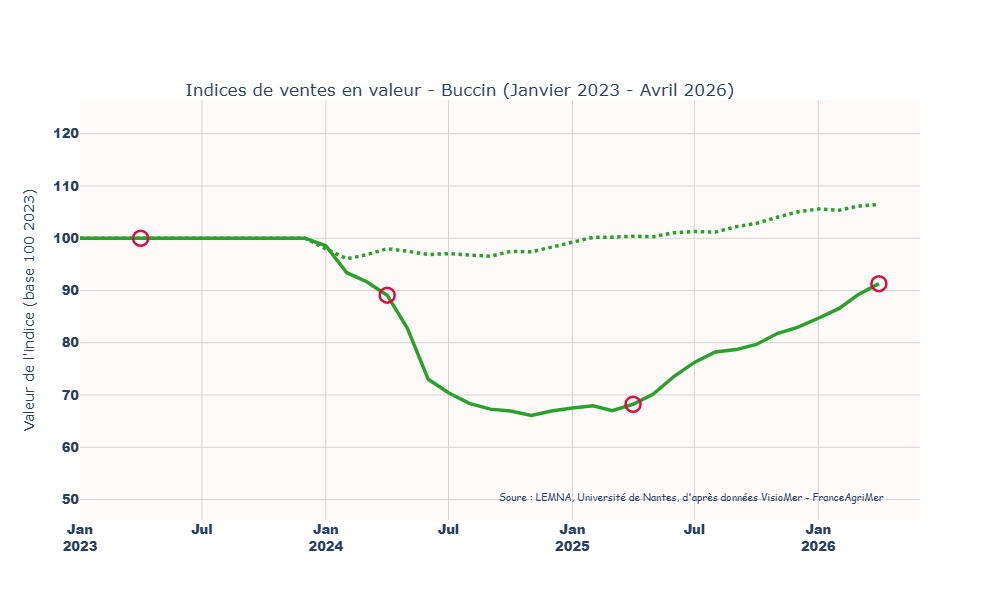 Indices de ventes en valeur - Buccin (Janvier 2023 - Avril 2026)
Valeur de l'indice (base 100 2023)
120
110
100
90
80
70
60
50
Soure : LEMNA, Université de Nantes, d'après données VisioMer - FranceAgriMer
Jan Jul Jan Jul Jan Jul Jan
2023 2024 2025 2026